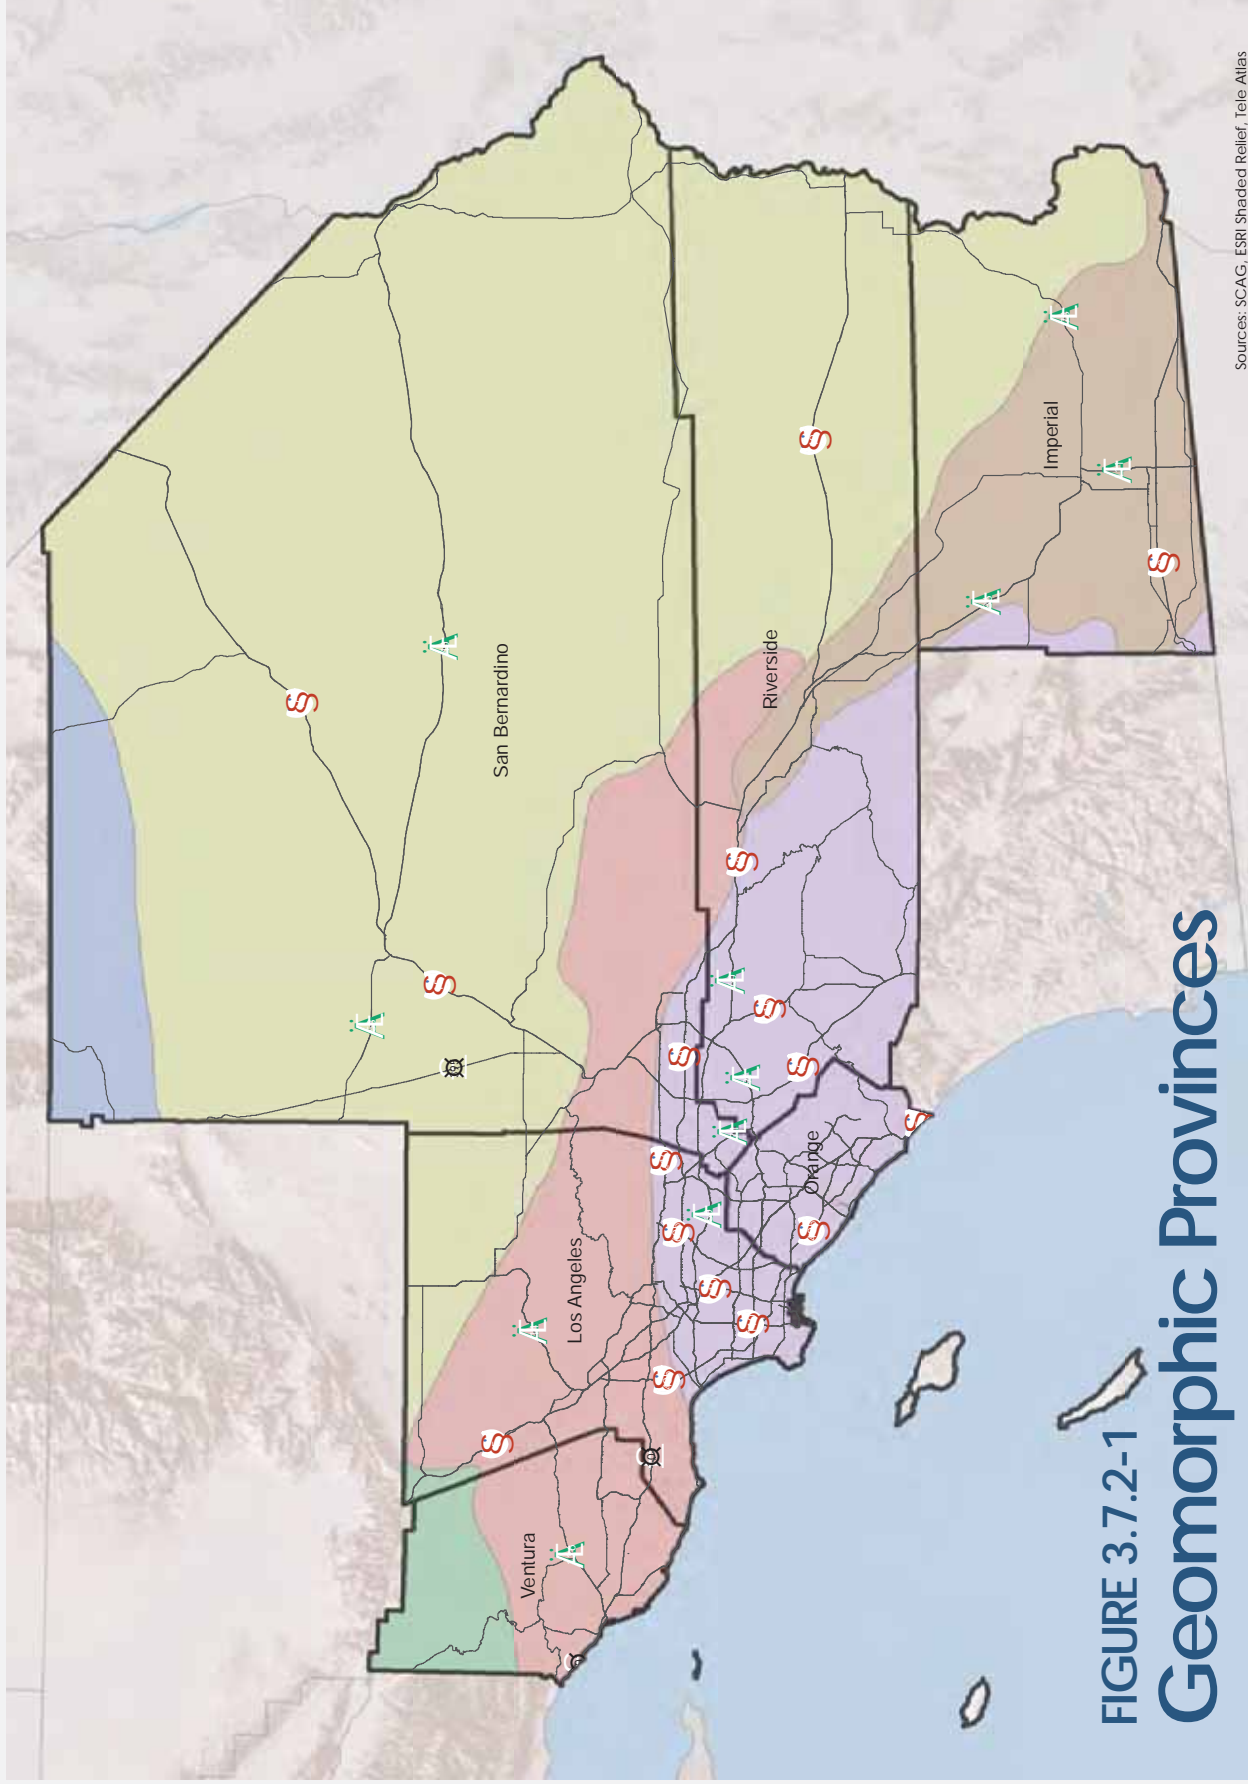 San Bernardino
Riverside
Imperial
Los Angeles
Ventura
Orange
FIGURE 3.7.2-1
Geomorphic Provinces
Sources: SCAG, ESRI Shaded Relief, Tele Atlas